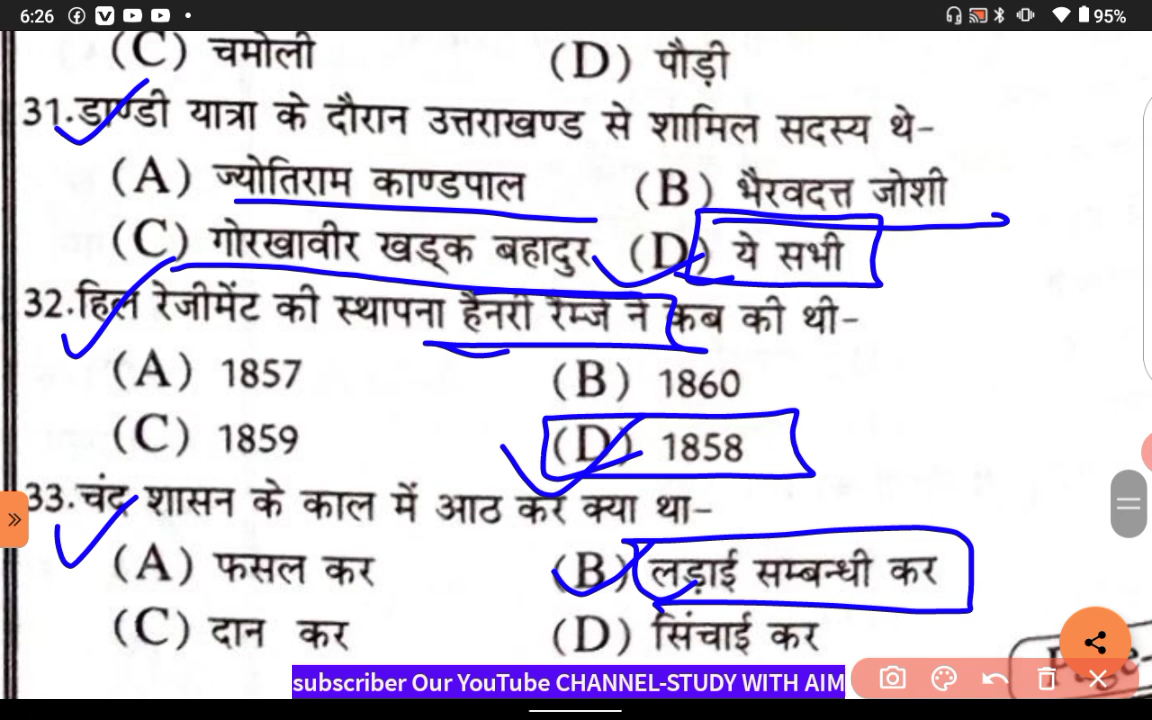 6:26 95%
(C) चमोली (D) पौड़ी
31. डाण्डी यात्रा के दौरान उत्तराखण्ड से शामिल सदस्य थे-
(A) ज्योतिराम काण्डपाल (B) भैरवदत्त जोशी
(C) गोरखावीर खड्क बहादुर (D) ये सभी
32. हिल रेजीमेंट की स्थापना हैनरी रैम्जे ने कब की थी-
(A) 1857 (B) 1860
(C) 1859 (D) 1858
33. चंद शासन के काल में आठ कर क्या था-
(A) फसल कर (B) लड़ाई सम्बन्धी कर
(C) दान कर (D) सिंचाई कर
subscriber Our YouTube CHANNEL-STUDY WITH AIM